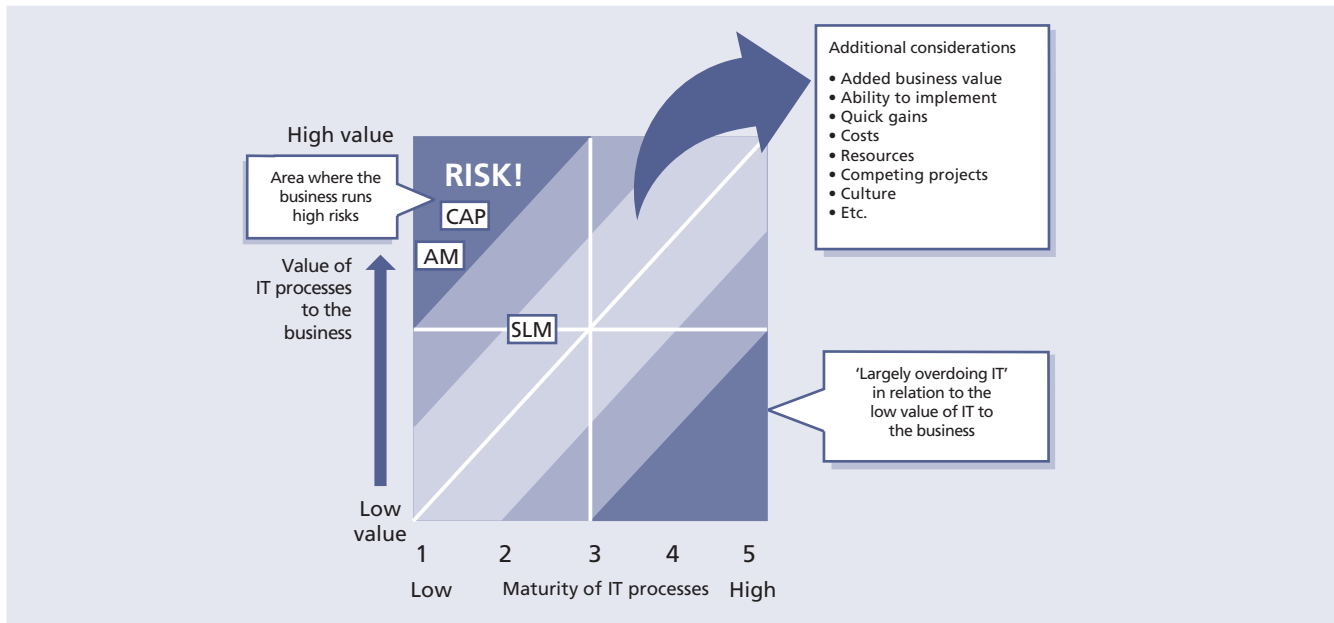 Additional considerations
• Added business value
• Ability to implement
• Quick gains
• Costs
• Resources
• Competing projects
• Culture
• Etc.
High value
RISK!
Area where the
business runs
high risks
CAP
AM
Value of
IT processes
to the
business
SLM
'Largely overdoing IT'
in relation to the
low value of IT to
the business
Low
value
1 2 3 4 5
Low Maturity of IT processes High